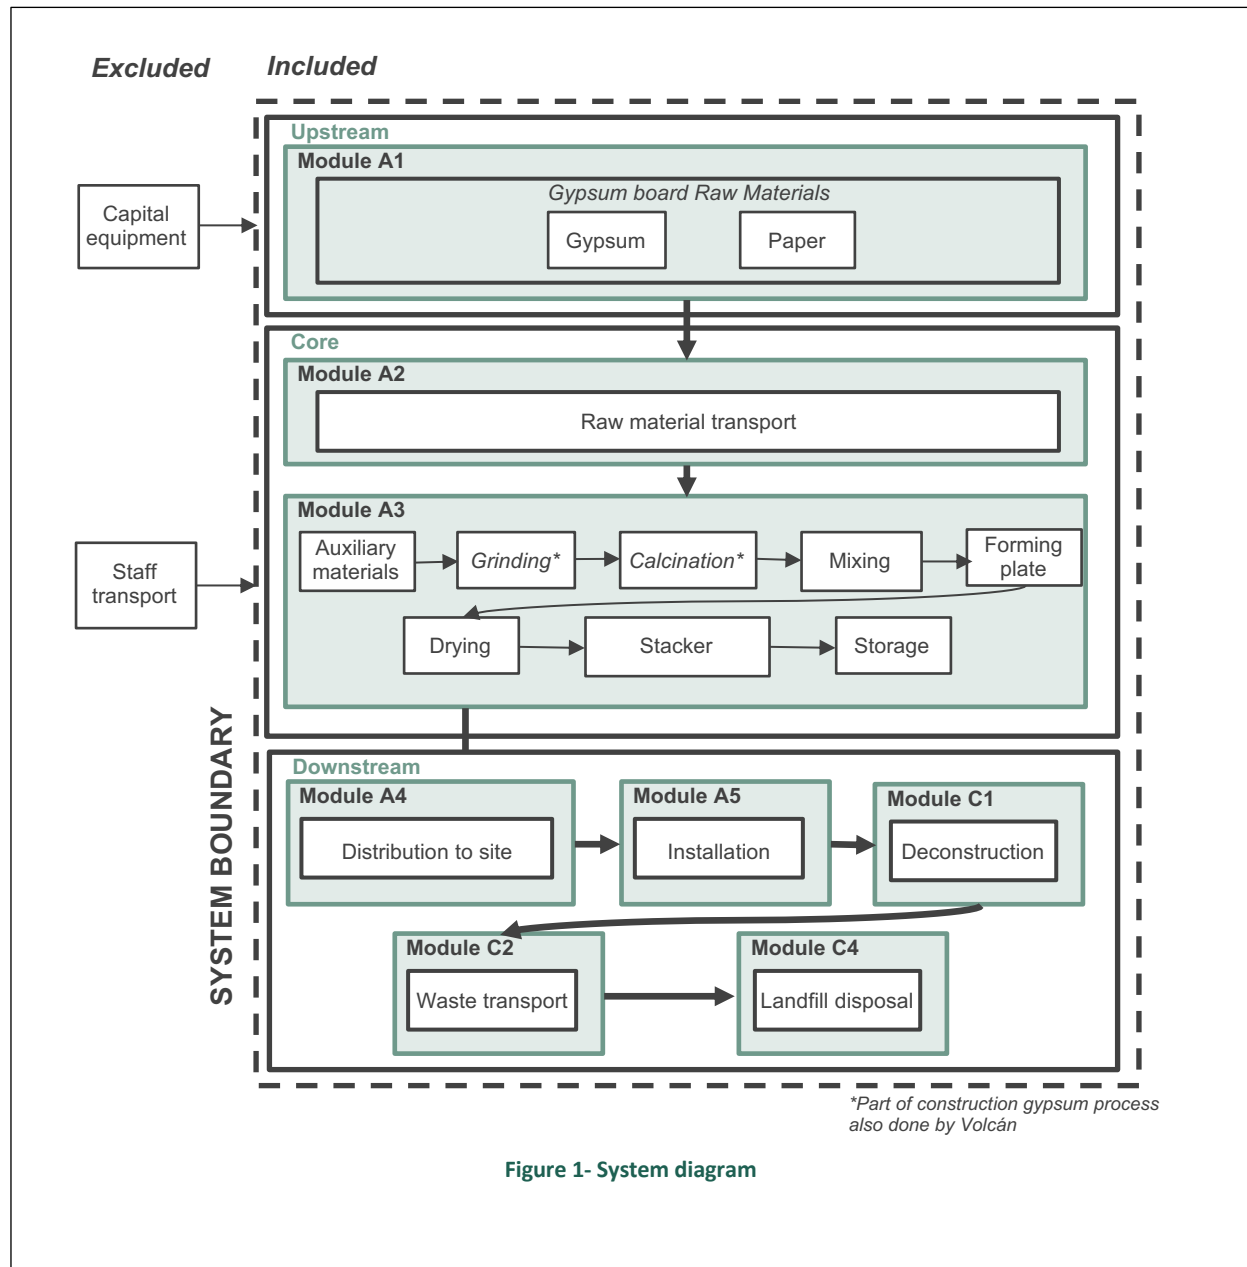 Excluded
Included
Upstream
Module A1
Gypsum board Raw Materials
Gypsum
Paper
Capital
equipment
Core
Module A2
Raw material transport
Module A3
Auxiliary
materials
Grinding*
Calcination*
Mixing
Forming
plate
Staff
transport
Drying
Stacker
Storage
SYSTEM BOUNDARY
Downstream
Module A4
Distribution to site
Module A5
Installation
Module C1
Deconstruction
Module C2
Waste transport
Module C4
Landfill disposal
*Part of construction gypsum process
also done by Volcán
Figure 1- System diagram